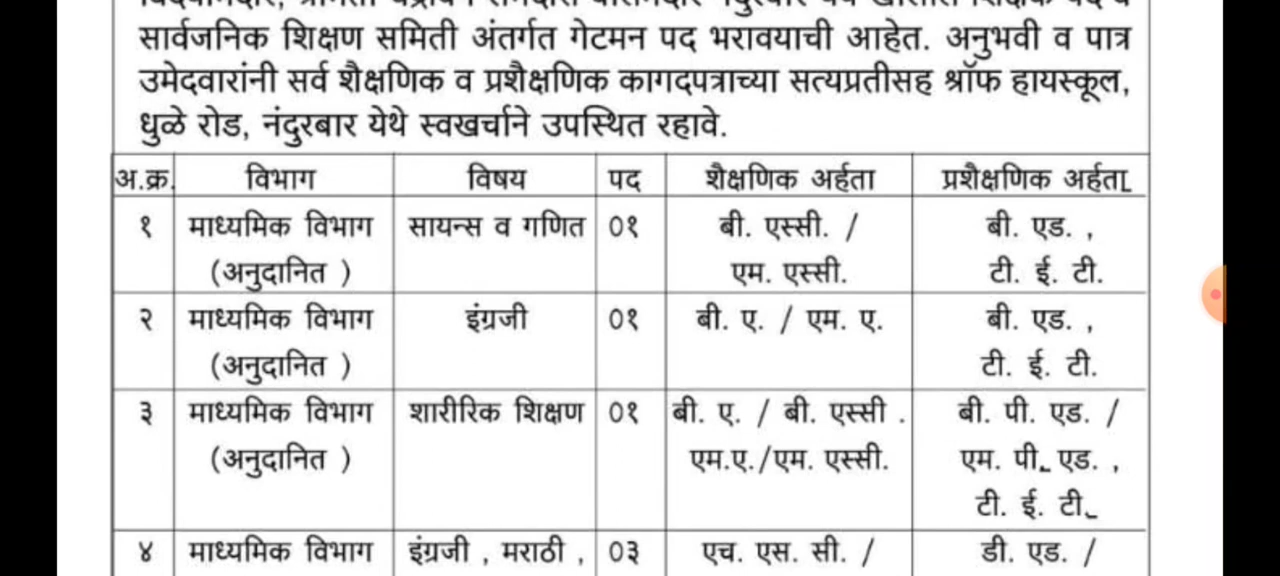 सार्वजनिक शिक्षण समिती अंतर्गत गेटमन पद भरावयाची आहेत. अनुभवी व पात्र
उमेदवारांनी सर्व शैक्षणिक व प्रशैक्षणिक कागदपत्राच्या सत्यप्रतीसह श्रॉफ हायस्कूल,
धुळे रोड, नंदुरबार येथे स्वखर्चाने उपस्थित रहावे.
अ.क्र. विभाग विषय पद शैक्षणिक अर्हता प्रशैक्षणिक अर्हता
१ माध्यमिक विभाग सायन्स व गणित ०१ बी. एस्सी. / बी. एड. ,
(अनुदानित ) एम. एस्सी. टी. ई. टी.
२ माध्यमिक विभाग इंग्रजी ०१ बी. ए. / एम. ए. बी. एड. ,
(अनुदानित ) टी. ई. टी.
३ माध्यमिक विभाग शारीरिक शिक्षण ०१ बी. ए. / बी. एस्सी . बी. पी. एड. /
(अनुदानित ) एम.ए./एम. एस्सी. एम. पी. एड. ,
टी. ई. टी.
४ माध्यमिक विभाग इंग्रजी , मराठी , ०३ एच. एस. सी. / डी. एड. /